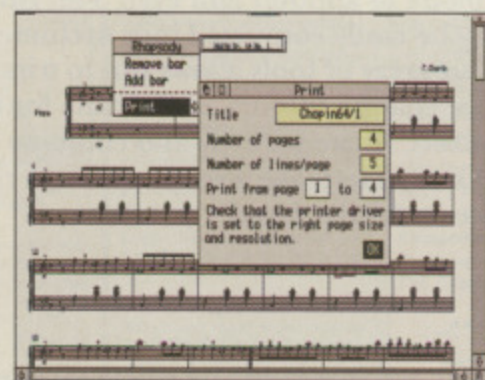 Rhapsody
Remove bar
Add bar
Print
Print
Title Chopin64/1
Number of pages 4
Number of lines/page 5
Print from page 1 to 4
Check that the printer driver
is set to the right page size
and resolution.
OK